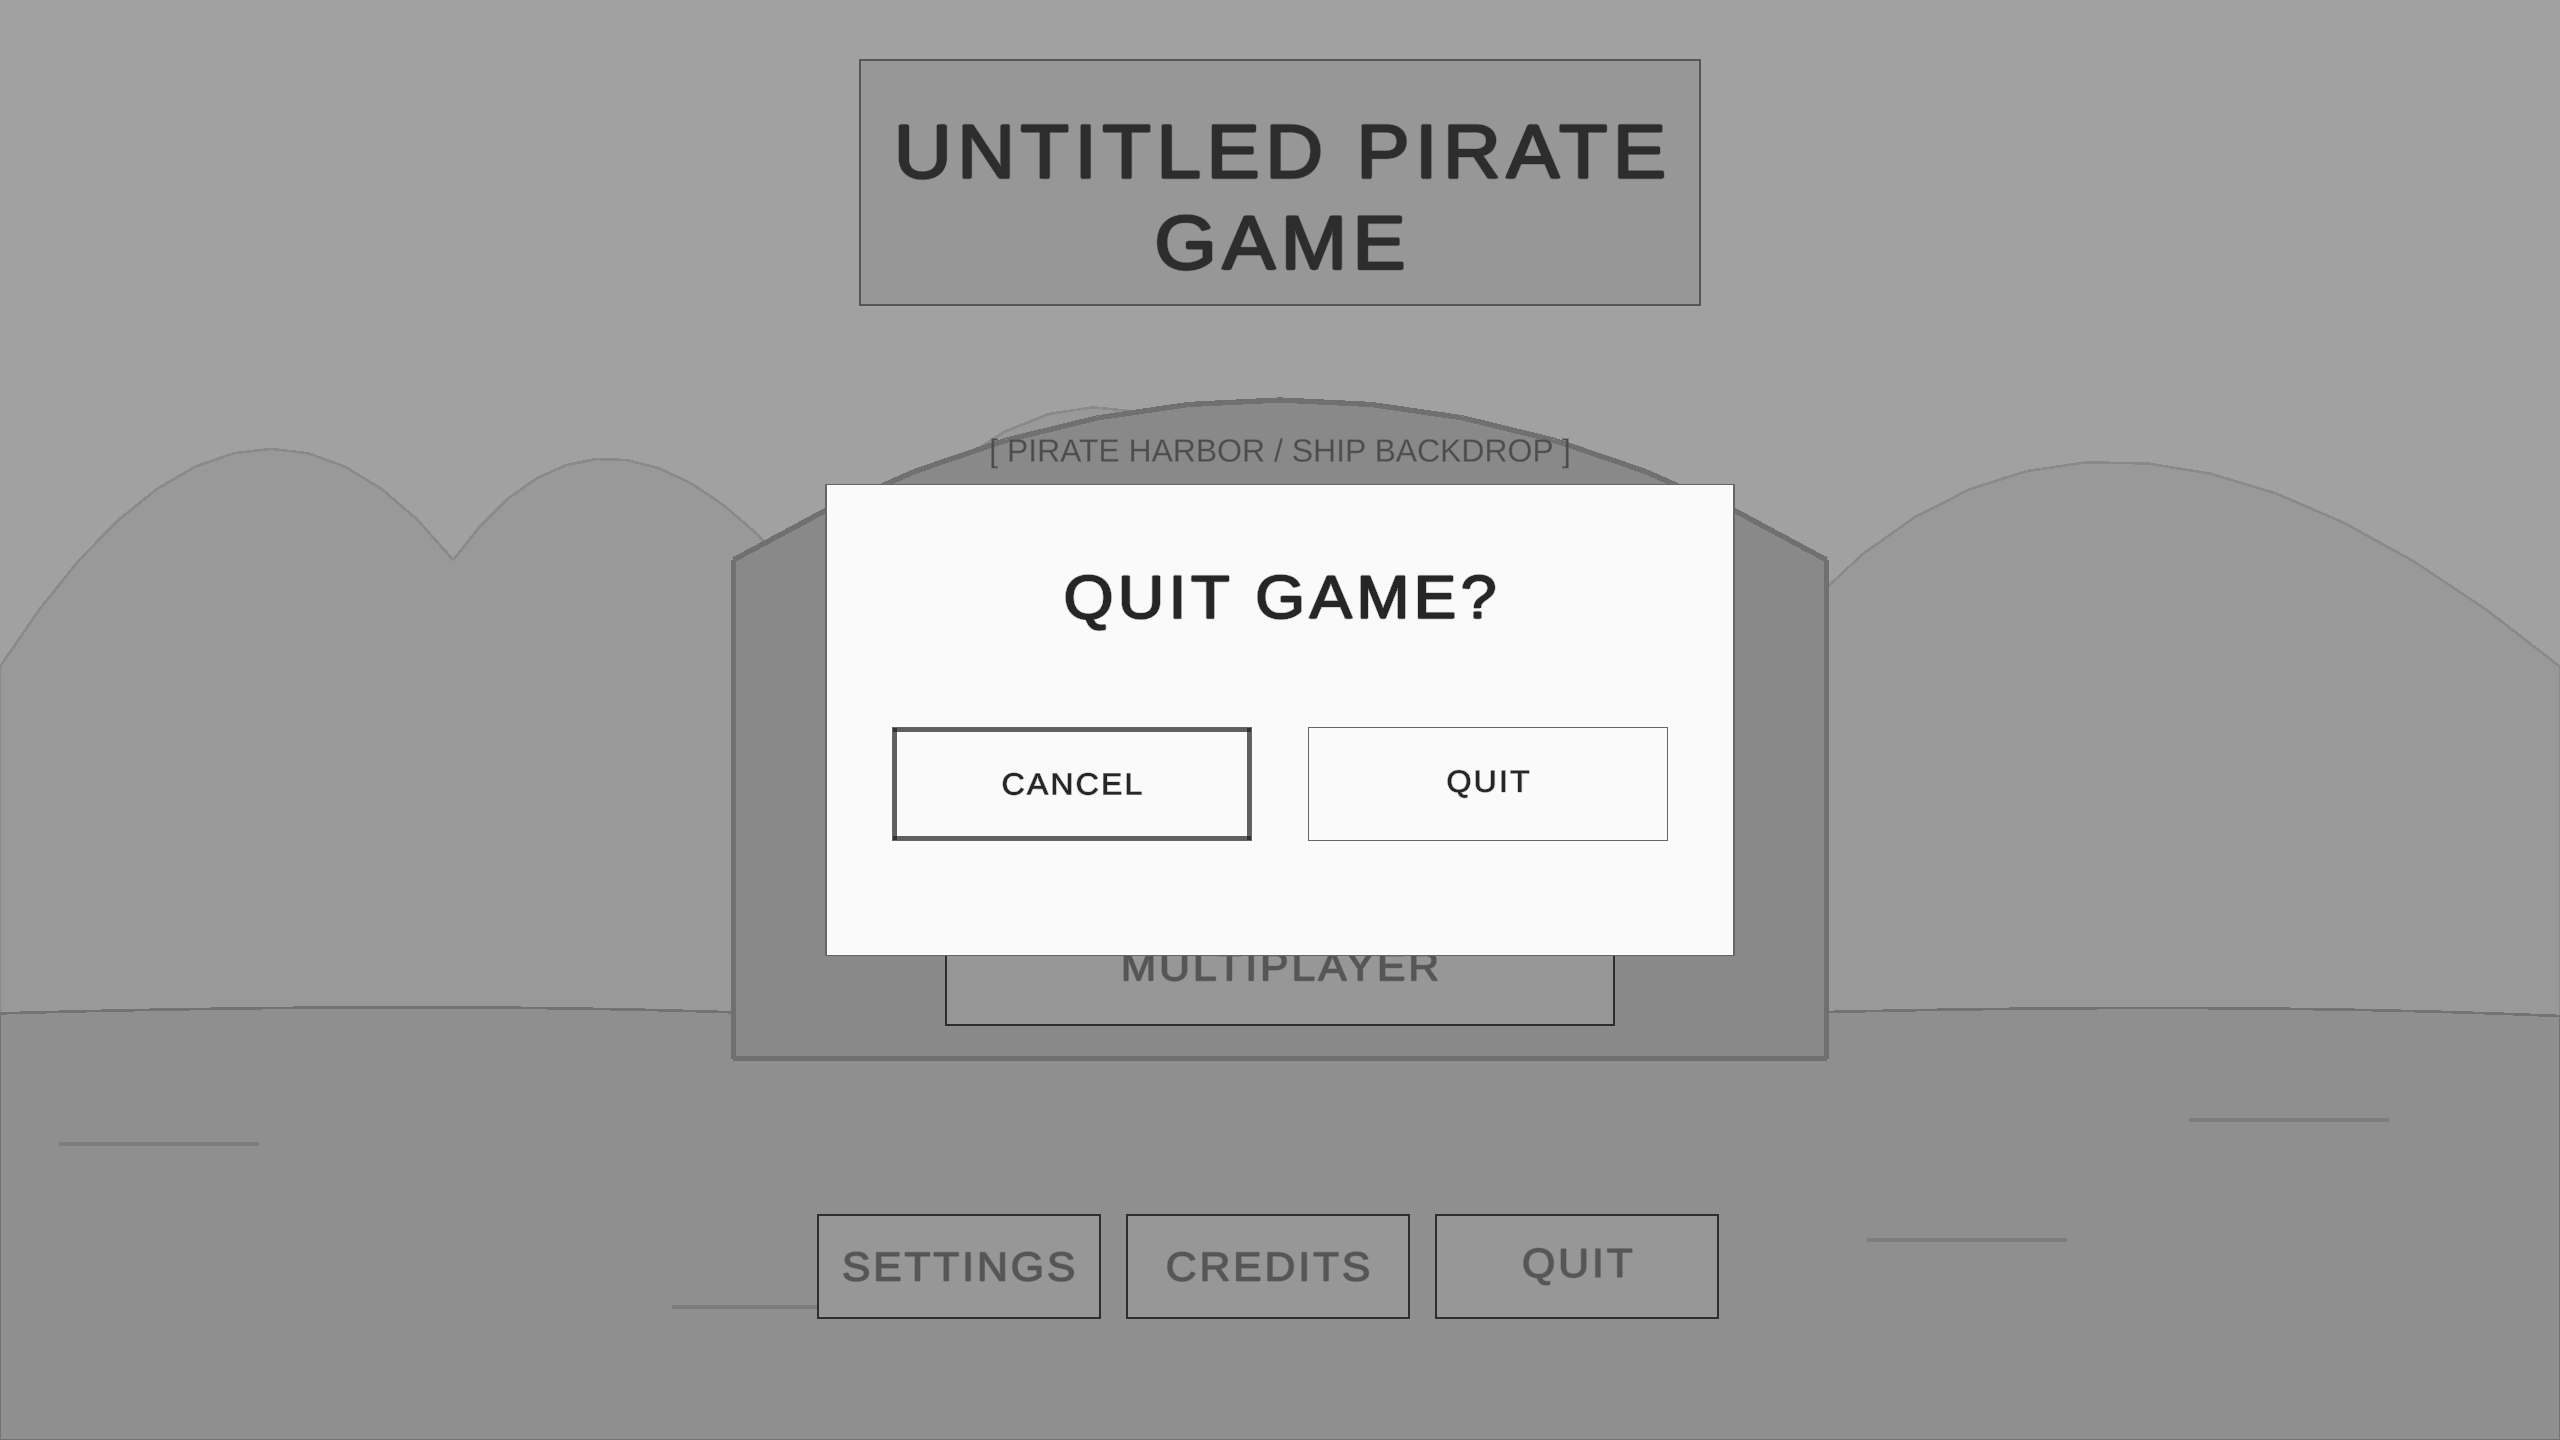 UNTITLED PIRATE
GAME
[ PIRATE HARBOR / SHIP BACKDROP ]
QUIT GAME?
CANCEL
QUIT
MULTIPLAYER
SETTINGS
CREDITS
QUIT